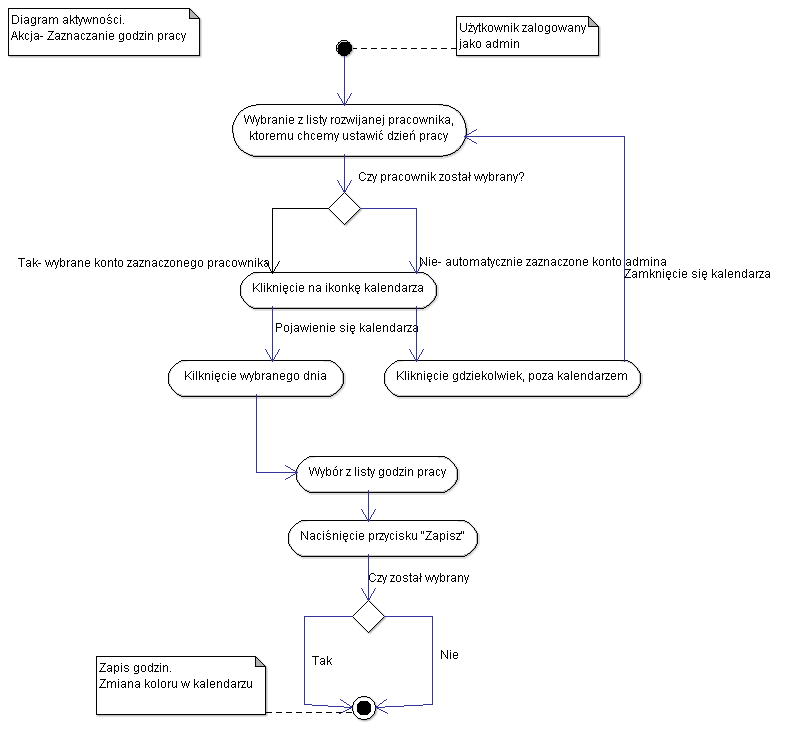 Diagram aktywności.
Akcja- Zaznaczanie godzin pracy
Użytkownik zalogowany
jako admin
Wybranie z listy rozwijanej pracownika,
ktoremu chcemy ustawić dzień pracy
Czy pracownik został wybrany?
Tak- wybrane konto zaznaczonego pracownika
Nie- automatycznie zaznaczone konto admina
Zamknięcie się kalendarza
Kliknięcie na ikonkę kalendarza
Pojawienie się kalendarza
Kilknięcie wybranego dnia
Kliknięcie gdziekolwiek, poza kalendarzem
Wybór z listy godzin pracy
Naciśnięcie przycisku "Zapisz"
Czy został wybrany
Tak
Nie
Zapis godzin.
Zmiana koloru w kalendarzu